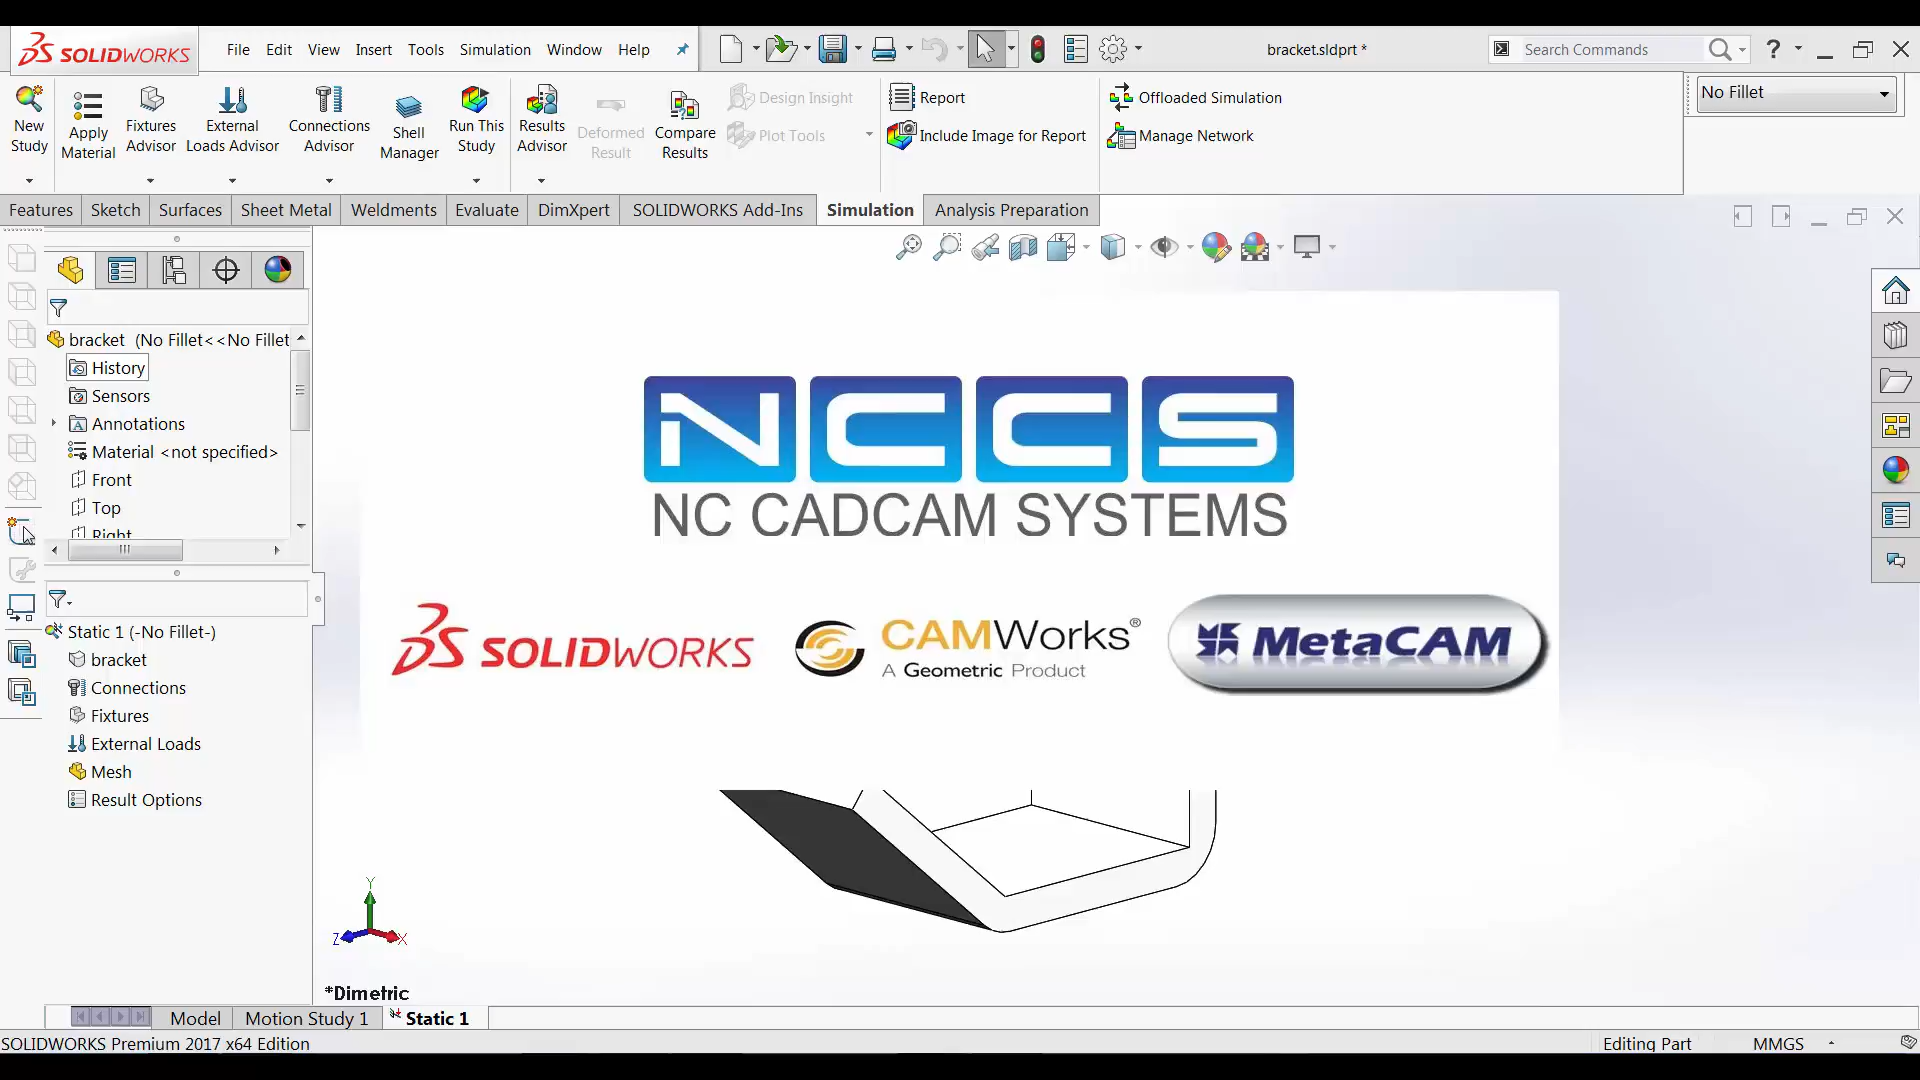 SOLIDWORKS File Edit View Insert Tools Simulation Window Help bracket.sldprt * Search Commands ?
New Study
Apply Material
Fixtures Advisor
External Loads Advisor
Connections Advisor
Shell Manager
Run This Study
Results Advisor
Deformed Result
Compare Results
Design Insight
Plot Tools
Report
Include Image for Report
Offloaded Simulation
Manage Network
No Fillet
Features Sketch Surfaces Sheet Metal Weldments Evaluate DimXpert SOLIDWORKS Add-Ins Simulation Analysis Preparation
bracket (No Fillet<<No Fillet
History
Sensors
Annotations
Material <not specified>
Front
Top
Right
Static 1 (-No Fillet-)
bracket
Connections
Fixtures
External Loads
Mesh
Result Options
NCCS
NC CADCAM SYSTEMS
SOLIDWORKS
CAMWorks®
A Geometric Product
MetaCAM
Y
Z X
*Dimetric
Model Motion Study 1 Static 1
SOLIDWORKS Premium 2017 x64 Edition Editing Part MMGS